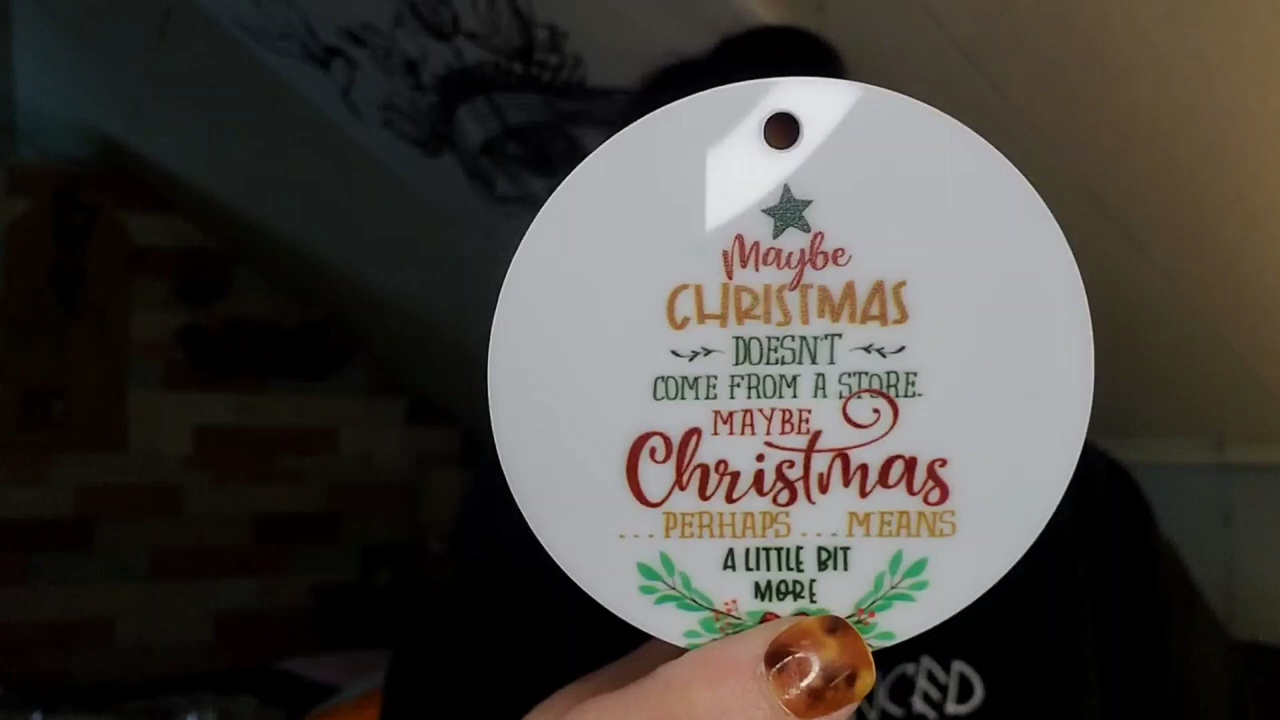 Maybe
CHRISTMAS
DOESN'T
COME FROM A STORE.
MAYBE
Christmas
...PERHAPS...MEANS
A LITTLE BIT
MORE